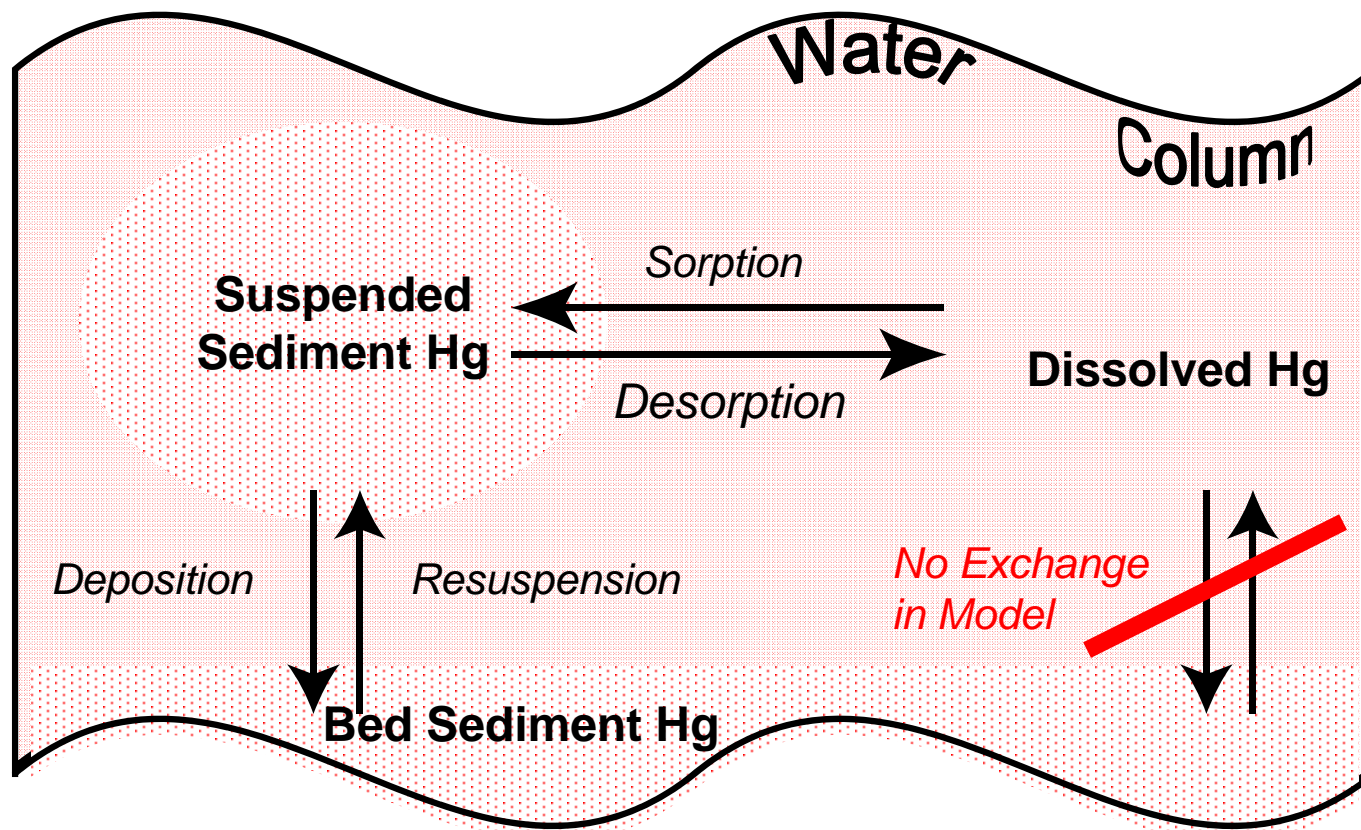 Water
Column
Sorption
Suspended
Sediment Hg
Dissolved Hg
Desorption
Deposition
Resuspension
No Exchange
in Model
Bed Sediment Hg